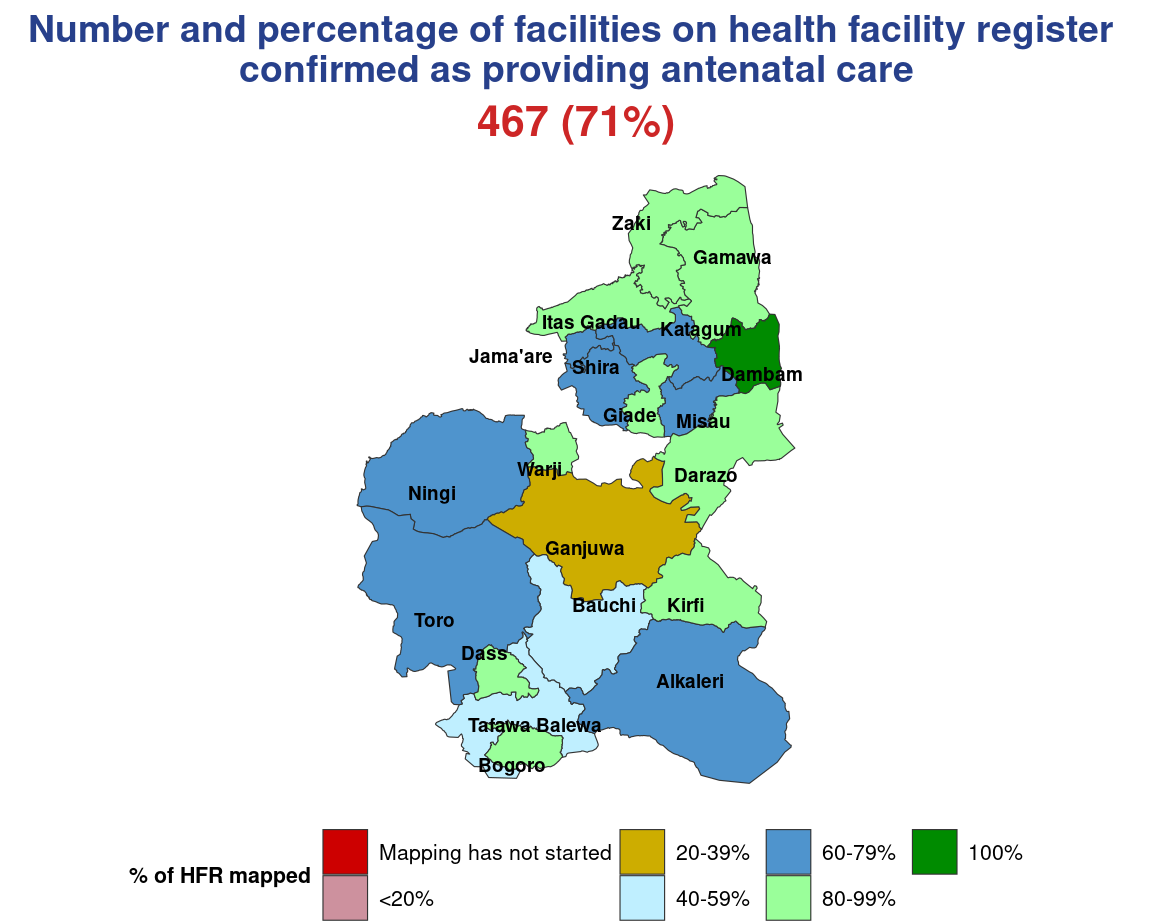 Number and percentage of facilities on health facility register
confirmed as providing antenatal care
467 (71%)
Zaki
Gamawa
Itas Gadau
Katagum
Jama'are
Shira
Dambam
Giade
Misau
Warji
Darazo
Ningi
Ganjuwa
Bauchi
Kirfi
Toro
Dass
Alkaleri
Tafawa Balewa
Bogoro
% of HFR mapped
Mapping has not started
<20%
20-39%
40-59%
60-79%
80-99%
100%